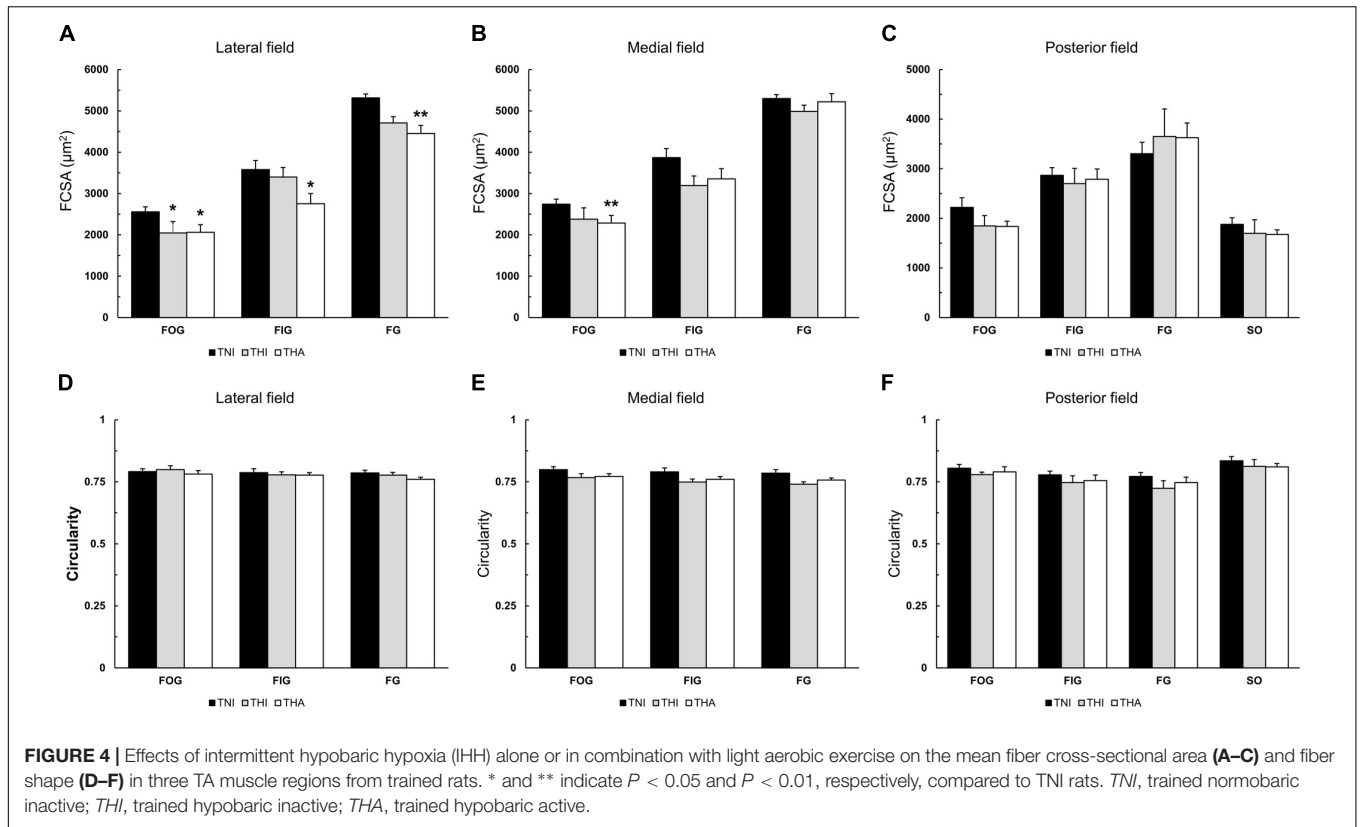 A
Lateral field
6000
5000
4000
3000
2000
1000
0
FCSA (µm²)
* *
*
**
FOG FIG FG
TNI THI THA
B
Medial field
6000
5000
4000
3000
2000
1000
0
FCSA (µm²)
**
FOG FIG FG
TNI THI THA
C
Posterior field
5000
4000
3000
2000
1000
0
FCSA (µm²)
FOG FIG FG SO
TNI THI THA
D
Lateral field
1
0.75
0.5
0.25
0
Circularity
FOG FIG FG
TNI THI THA
E
Medial field
1
0.75
0.5
0.25
0
Circularity
FOG FIG FG
TNI THI THA
F
Posterior field
1
0.75
0.5
0.25
0
Circularity
FOG FIG FG SO
TNI THI THA
FIGURE 4 | Effects of intermittent hypobaric hypoxia (IHH) alone or in combination with light aerobic exercise on the mean fiber cross-sectional area (A–C) and fiber
shape (D–F) in three TA muscle regions from trained rats. * and ** indicate P < 0.05 and P < 0.01, respectively, compared to TNI rats. TNI, trained normobaric
inactive; THI, trained hypobaric inactive; THA, trained hypobaric active.